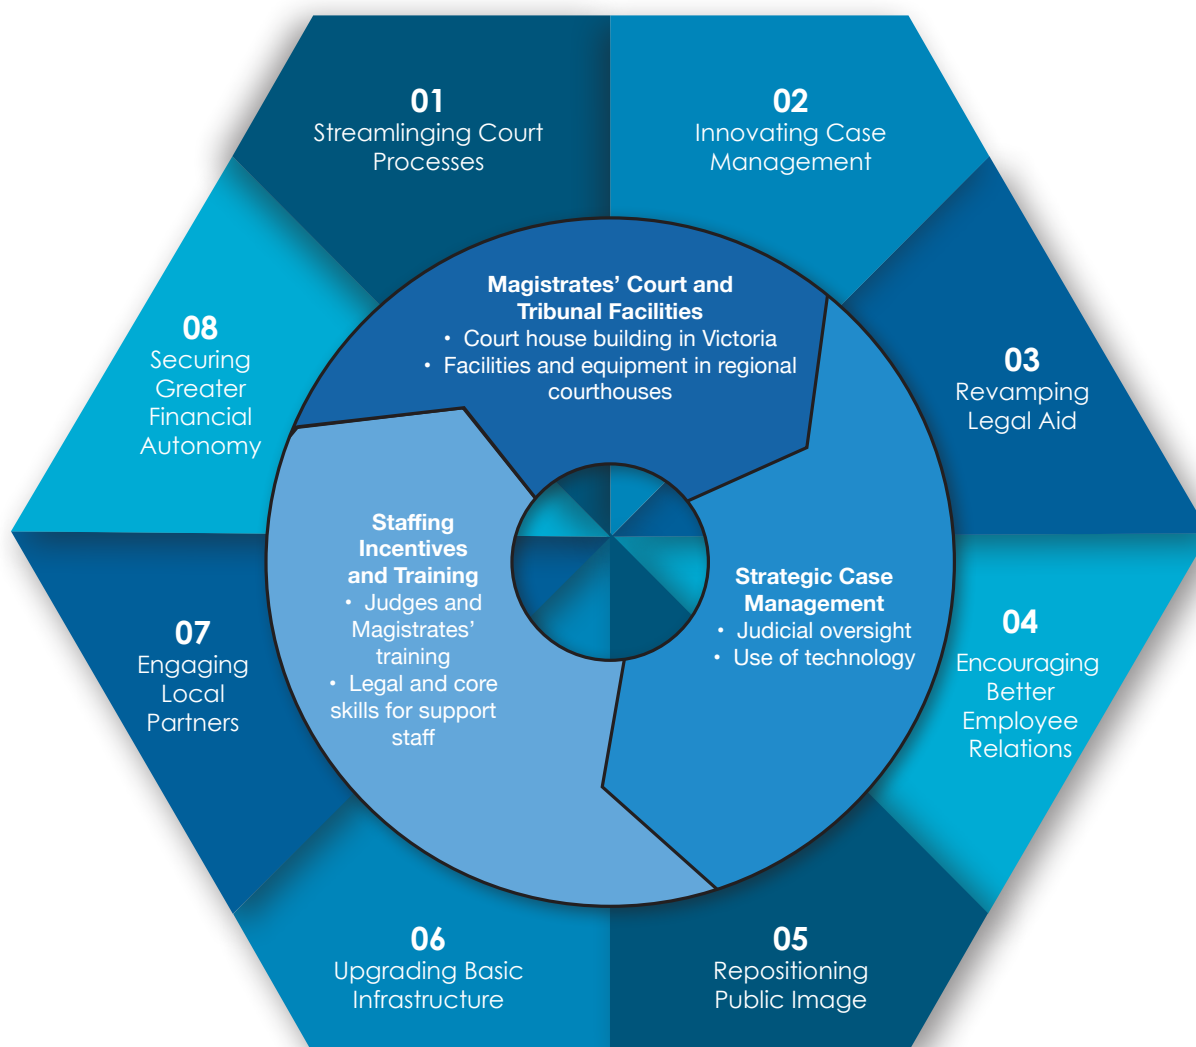 01
Streamlinging Court
Processes
02
Innovating Case
Management
03
Revamping
Legal Aid
04
Encouraging
Better
Employee
Relations
05
Repositioning
Public Image
06
Upgrading Basic
Infrastructure
07
Engaging
Local
Partners
08
Securing
Greater
Financial
Autonomy
Magistrates’ Court and
Tribunal Facilities
• Court house building in Victoria
• Facilities and equipment in regional
courthouses
Strategic Case
Management
• Judicial oversight
• Use of technology
Staffing
Incentives
and Training
• Judges and
Magistrates’
training
• Legal and core
skills for support
staff